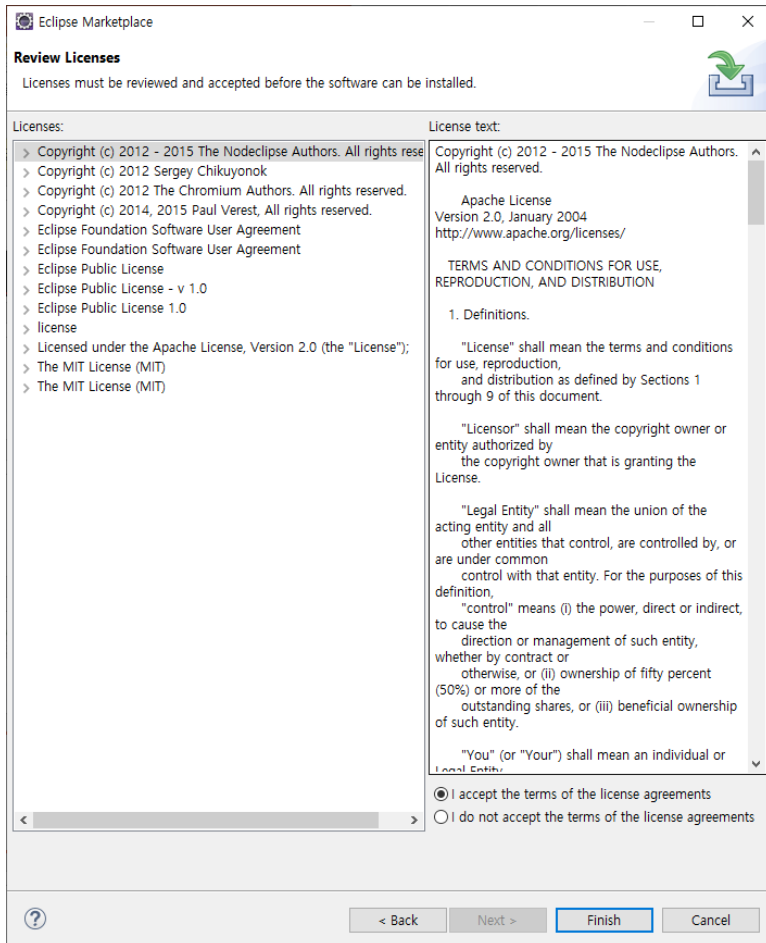 Eclipse Marketplace
Review Licenses
Licenses must be reviewed and accepted before the software can be installed.
Licenses:
Copyright (c) 2012 - 2015 The Nodeclipse Authors. All rights rese
Copyright (c) 2012 Sergey Chikuyonok
Copyright (c) 2012 The Chromium Authors. All rights reserved.
Copyright (c) 2014, 2015 Paul Verest, All rights reserved.
Eclipse Foundation Software User Agreement
Eclipse Foundation Software User Agreement
Eclipse Public License
Eclipse Public License - v 1.0
Eclipse Public License 1.0
license
Licensed under the Apache License, Version 2.0 (the "License");
The MIT License (MIT)
The MIT License (MIT)
License text:
Copyright (c) 2012 - 2015 The Nodeclipse Authors.
All rights reserved.
Apache License
Version 2.0, January 2004
http://www.apache.org/licenses/
TERMS AND CONDITIONS FOR USE,
REPRODUCTION, AND DISTRIBUTION
1. Definitions.
"License" shall mean the terms and conditions
for use, reproduction,
and distribution as defined by Sections 1
through 9 of this document.
"Licensor" shall mean the copyright owner or
entity authorized by
the copyright owner that is granting the
License.
"Legal Entity" shall mean the union of the
acting entity and all
other entities that control, are controlled by, or
are under common
control with that entity. For the purposes of this
definition,
"control" means (i) the power, direct or indirect,
to cause the
direction or management of such entity,
whether by contract or
otherwise, or (ii) ownership of fifty percent
(50%) or more of the
outstanding shares, or (iii) beneficial ownership
of such entity.
"You" (or "Your") shall mean an individual or
Legal Entity
I accept the terms of the license agreements
I do not accept the terms of the license agreements
< Back
Next >
Finish
Cancel